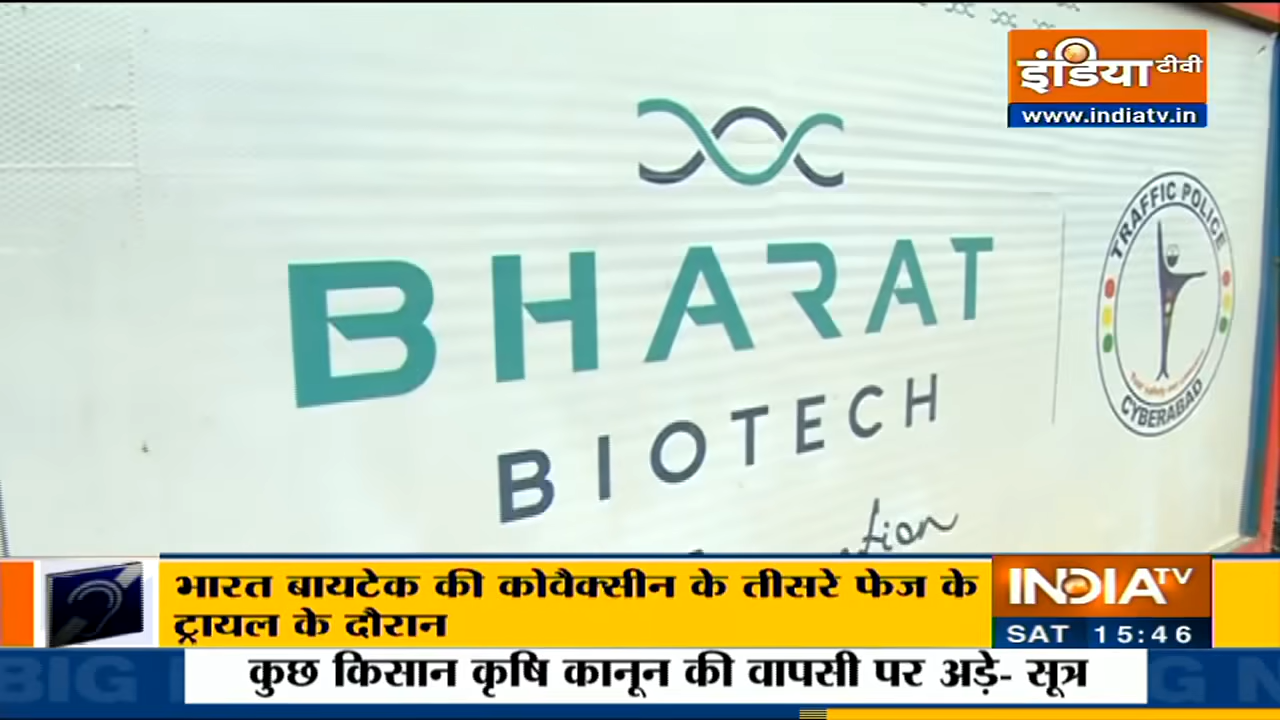 इंडिया टीवी
www.indiatv.in
BHARAT
BIOTECH
TRAFFIC POLICE
CYBERABAD
भारत बायटेक की कोवैक्सीन के तीसरे फेज के
ट्रायल के दौरान
INDIA TV
SAT 15:46
कुछ किसान कृषि कानून की वापसी पर अड़े- सूत्र
BIG